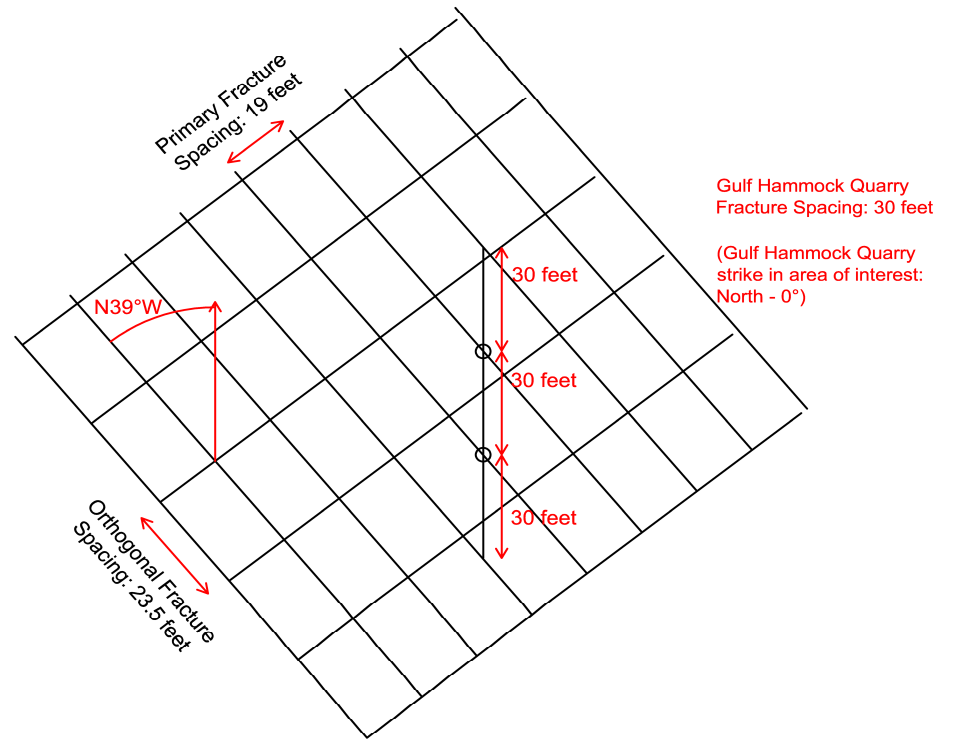 Primary Fracture
Spacing: 19 feet
Gulf Hammock Quarry
Fracture Spacing: 30 feet
(Gulf Hammock Quarry
strike in area of interest:
North - 0°)
N39°W
30 feet
30 feet
30 feet
Orthogonal Fracture
Spacing: 23.5 feet